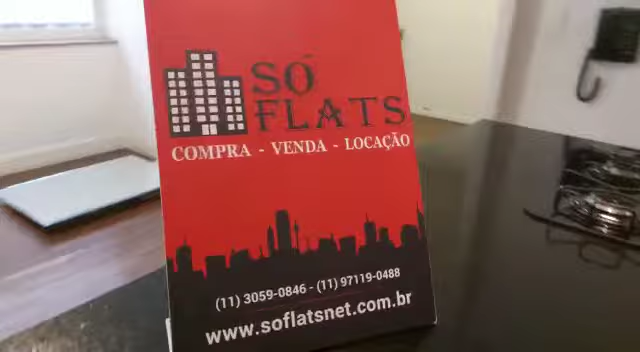 SÓ
FLATS
COMPRA - VENDA - LOCAÇÃO
(11) 3059-0846 - (11) 97119-0488
www.soflatsnet.com.br